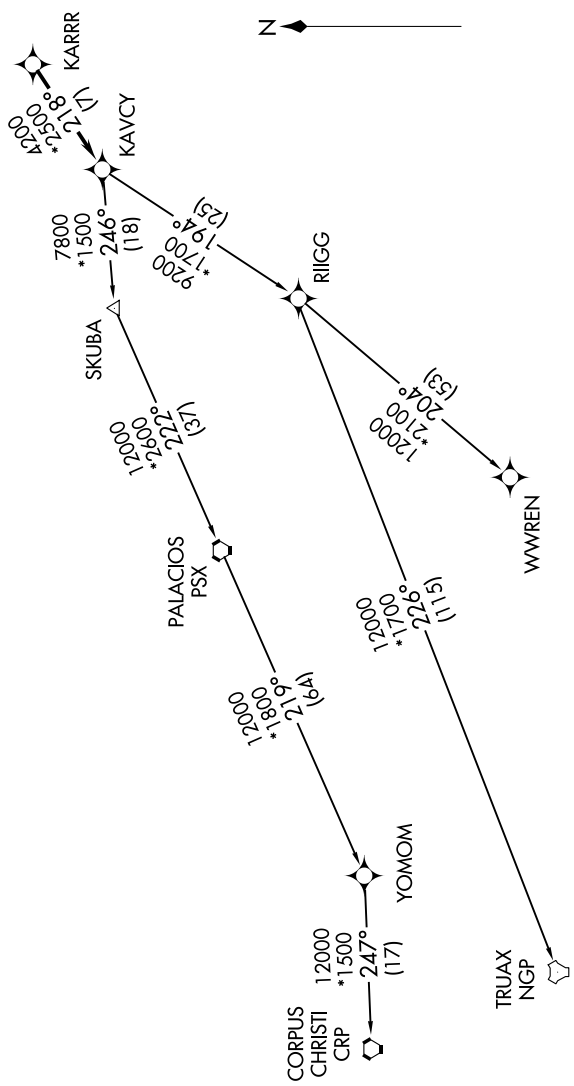 N
KARRR
4200
*2500
218°
(7)
KAVCY
7800
*1500
246°
(18)
9200
*1700
194°
(25)
SKUBA
RIIGG
12000
*2600
222°
(37)
12000
*2100
204°
(53)
PALACIOS
PSX
WWREN
12000
*1700
226°
(115)
12000
*1800
219°
(64)
YOMOM
12000
*1500
247°
(17)
TRUAX
NGP
CORPUS
CHRISTI
CRP